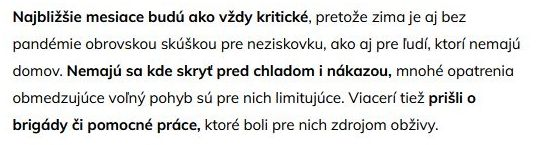 Najbližšie mesiace budú ako vždy kritické, pretože zima je aj bez
pandémie obrovskou skúškou pre neziskovku, ako aj pre ľudí, ktorí nemajú
domov. Nemajú sa kde skryť pred chladom i nákazou, mnohé opatrenia
obmedzujúce voľný pohyb sú pre nich limitujúce. Viacerí tiež prišli o
brigády či pomocné práce, ktoré boli pre nich zdrojom obživy.